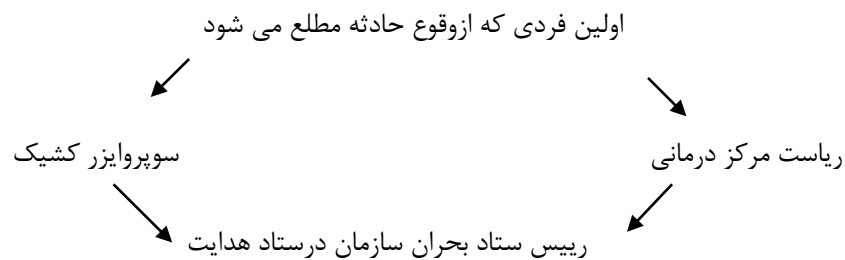 اولین فردی که ازوقوع حادثه مطلع می شود
ریاست مرکز درمانی
سوپروایزر کشیک
رییس ستاد بحران سازمان درستاد هدایت